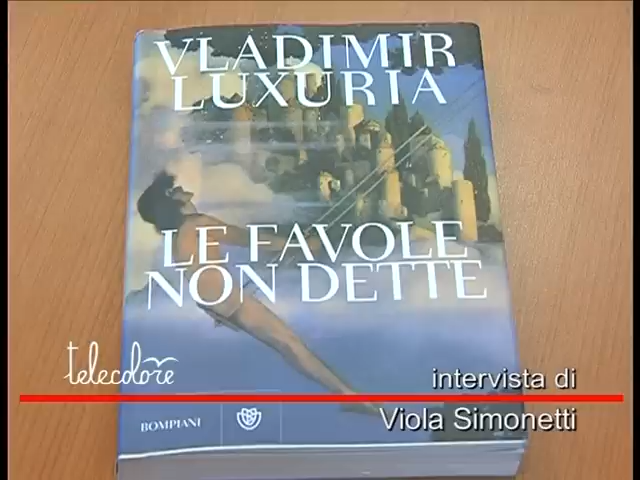 VLADIMIR
LUXURIA
LE FAVOLE
NON DETTE
telecolore
intervista di
Viola Simonetti
BOMPIANI